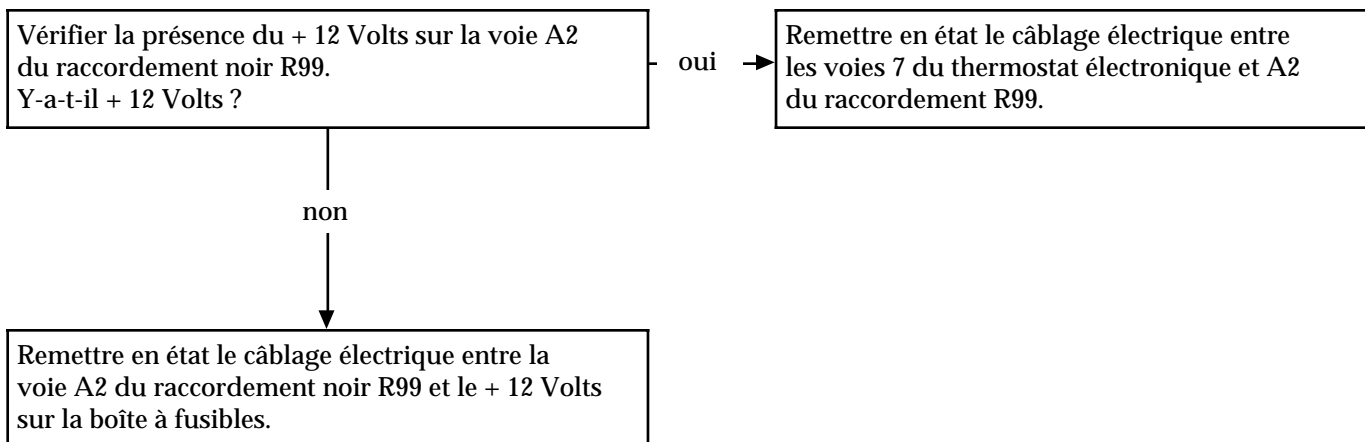 Vérifier la présence du + 12 Volts sur la voie A2
du raccordement noir R99.
Y-a-t-il + 12 Volts ?
oui
Remettre en état le câblage électrique entre
les voies 7 du thermostat électronique et A2
du raccordement R99.
non
Remettre en état le câblage électrique entre la
voie A2 du raccordement noir R99 et le + 12 Volts
sur la boîte à fusibles.